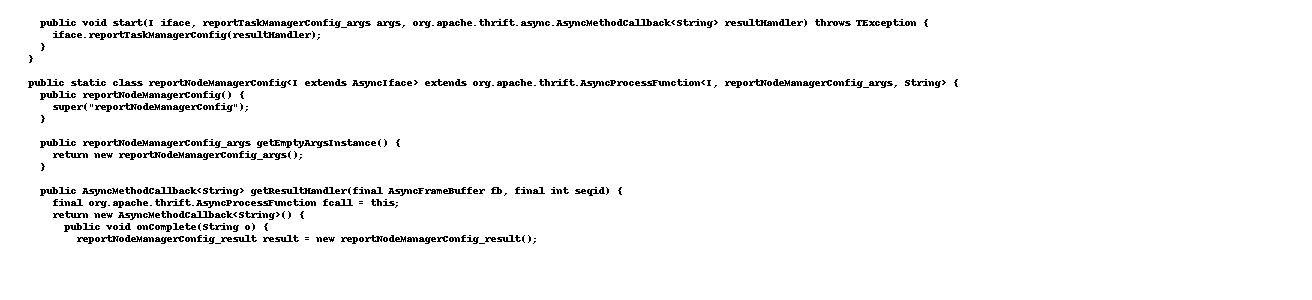 public void start(I iface, reportTaskManagerConfig_args args, org.apache.thrift.async.AsyncMethodCallback<String> resultHandler) throws TException {
iface.reportTaskManagerConfig(resultHandler);
}
}
public static class reportNodeManagerConfig<I extends AsyncIface> extends org.apache.thrift.AsyncProcessFunction<I, reportNodeManagerConfig_args, String> {
public reportNodeManagerConfig() {
super("reportNodeManagerConfig");
}
public reportNodeManagerConfig_args getEmptyArgsInstance() {
return new reportNodeManagerConfig_args();
}
public AsyncMethodCallback<String> getResultHandler(final AsyncFrameBuffer fb, final int seqid) {
final org.apache.thrift.AsyncProcessFunction fcall = this;
return new AsyncMethodCallback<String>() {
public void onComplete(String o) {
reportNodeManagerConfig_result result = new reportNodeManagerConfig_result();